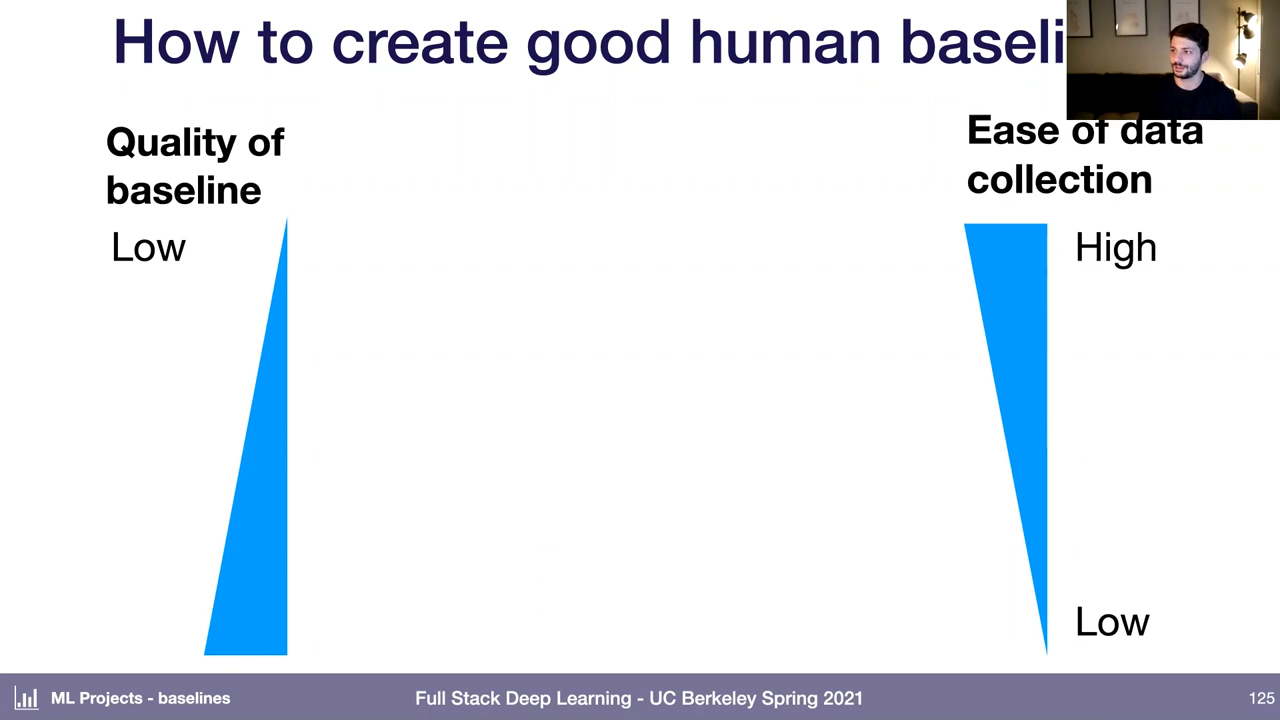 How to create good human baseli
Quality of
baseline
Low
Ease of data
collection
High
Low
ML Projects - baselines
Full Stack Deep Learning - UC Berkeley Spring 2021
125